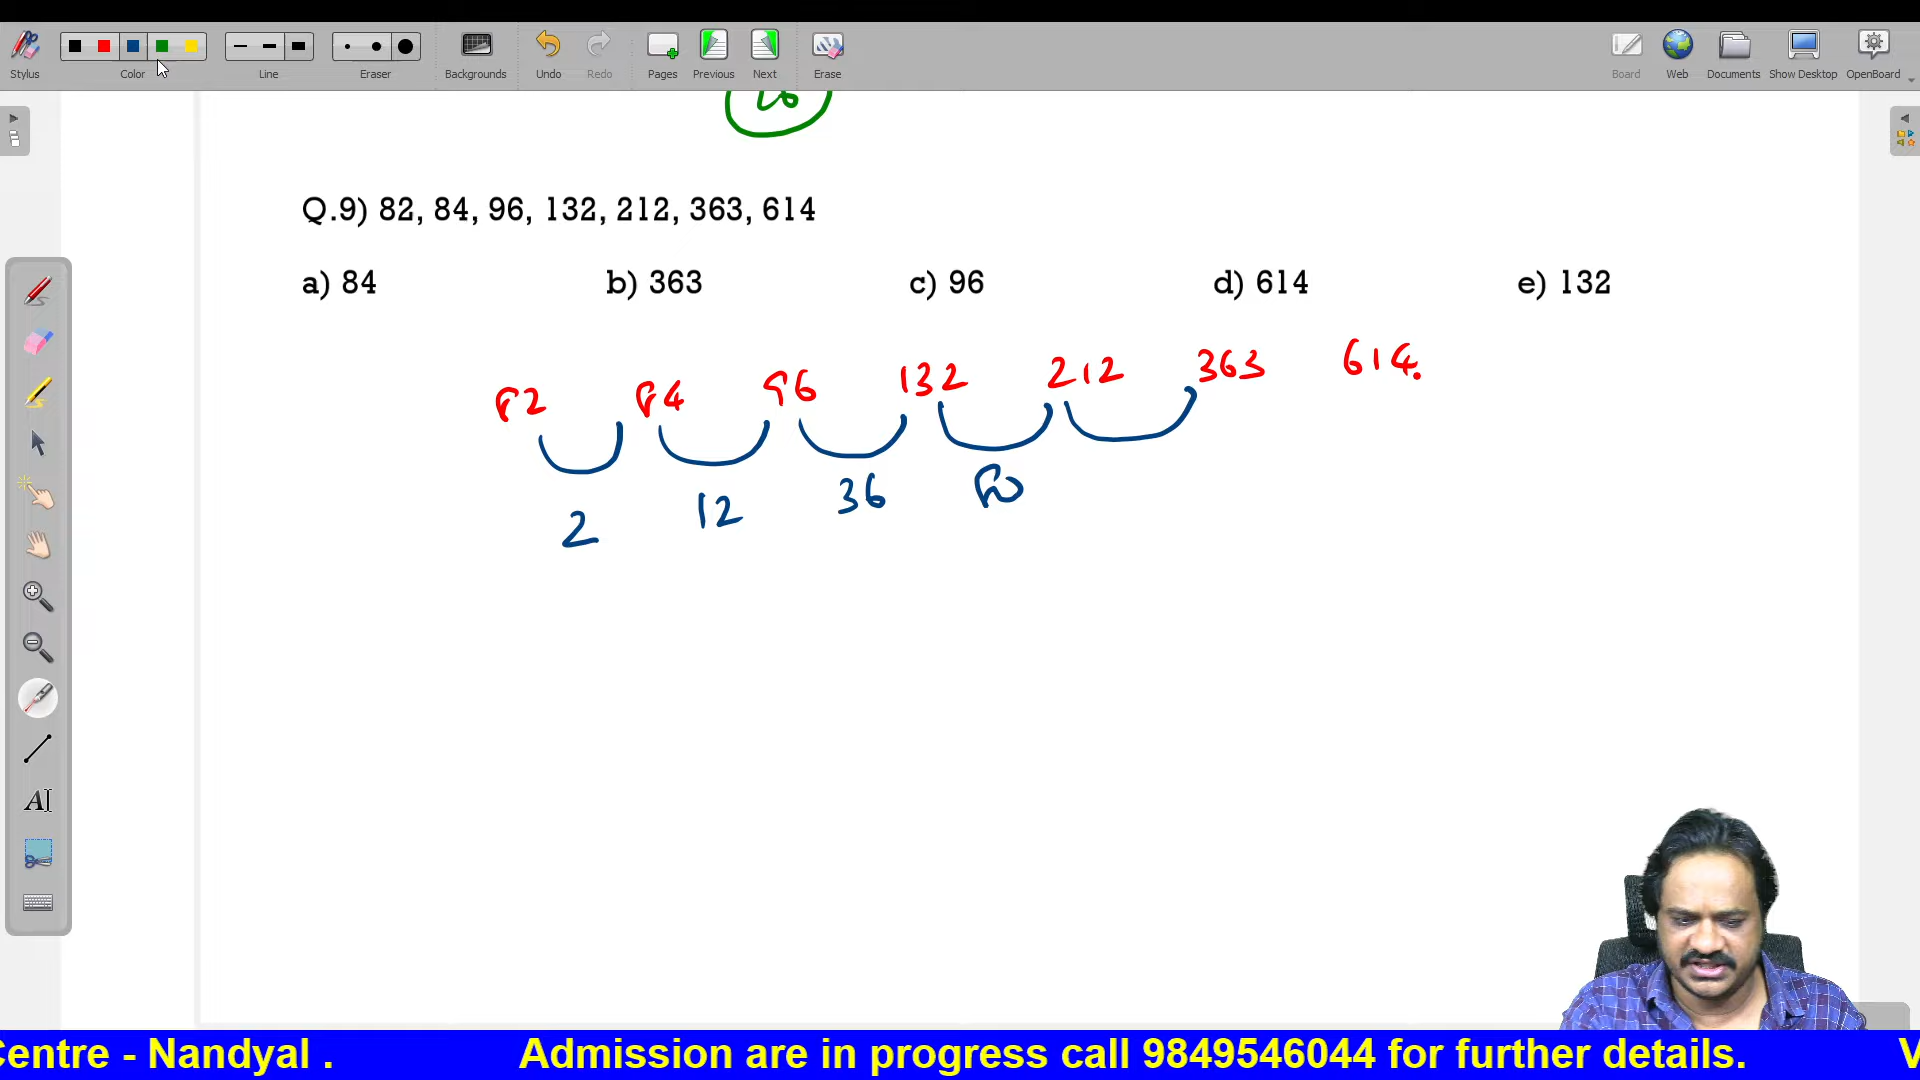 Stylus Color Line Eraser Backgrounds Undo Redo Pages Previous Next Erase Board Web Documents Show Desktop OpenBoard
Q.9) 82, 84, 96, 132, 212, 363, 614
a) 84 b) 363 c) 96 d) 614 e) 132
82 84 96 132 212 363 614.
2 12 36 80
Centre - Nandyal . Admission are in progress call 9849546044 for further details.